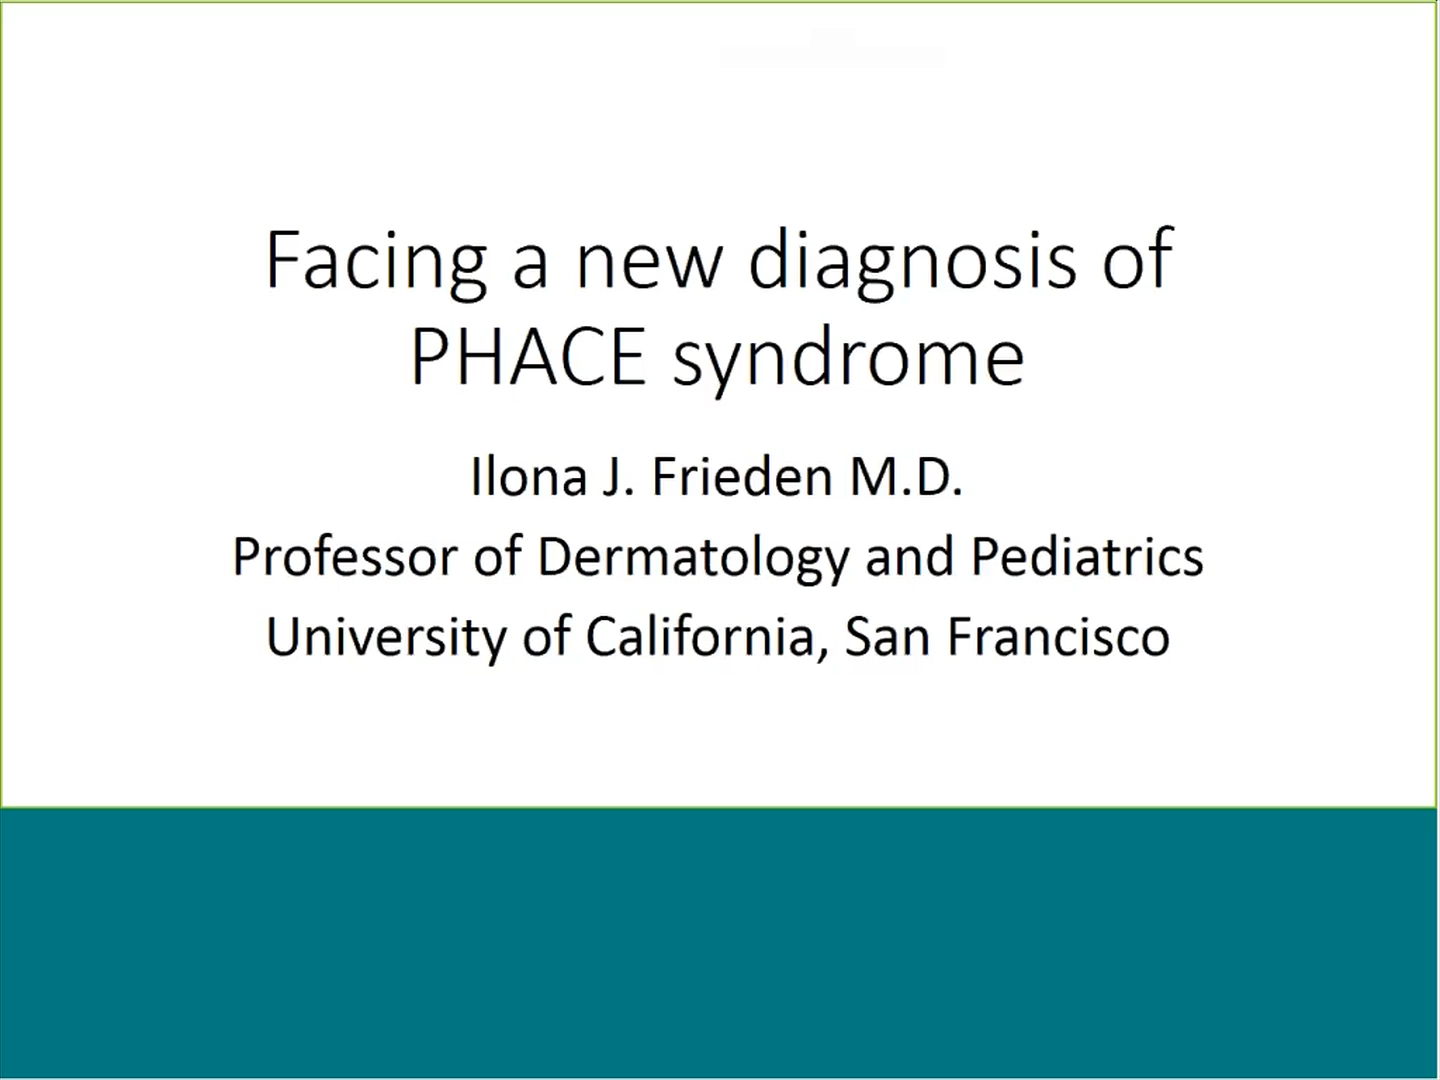 Facing a new diagnosis of
PHACE syndrome
Ilona J. Frieden M.D.
Professor of Dermatology and Pediatrics
University of California, San Francisco